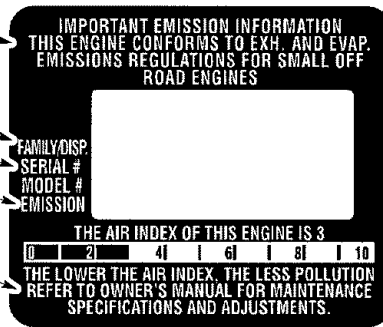 IMPORTANT EMISSION INFORMATION
THIS ENGINE CONFORMS TO EXH. AND EVAP.
EMISSIONS REGULATIONS FOR SMALL OFF
ROAD ENGINES
FAMILY/DISP.
SERIAL #
MODEL #
EMISSION
THE AIR INDEX OF THIS ENGINE IS 3
0 2 4 6 8 10
THE LOWER THE AIR INDEX, THE LESS POLLUTION
REFER TO OWNER'S MANUAL FOR MAINTENANCE
SPECIFICATIONS AND ADJUSTMENTS.